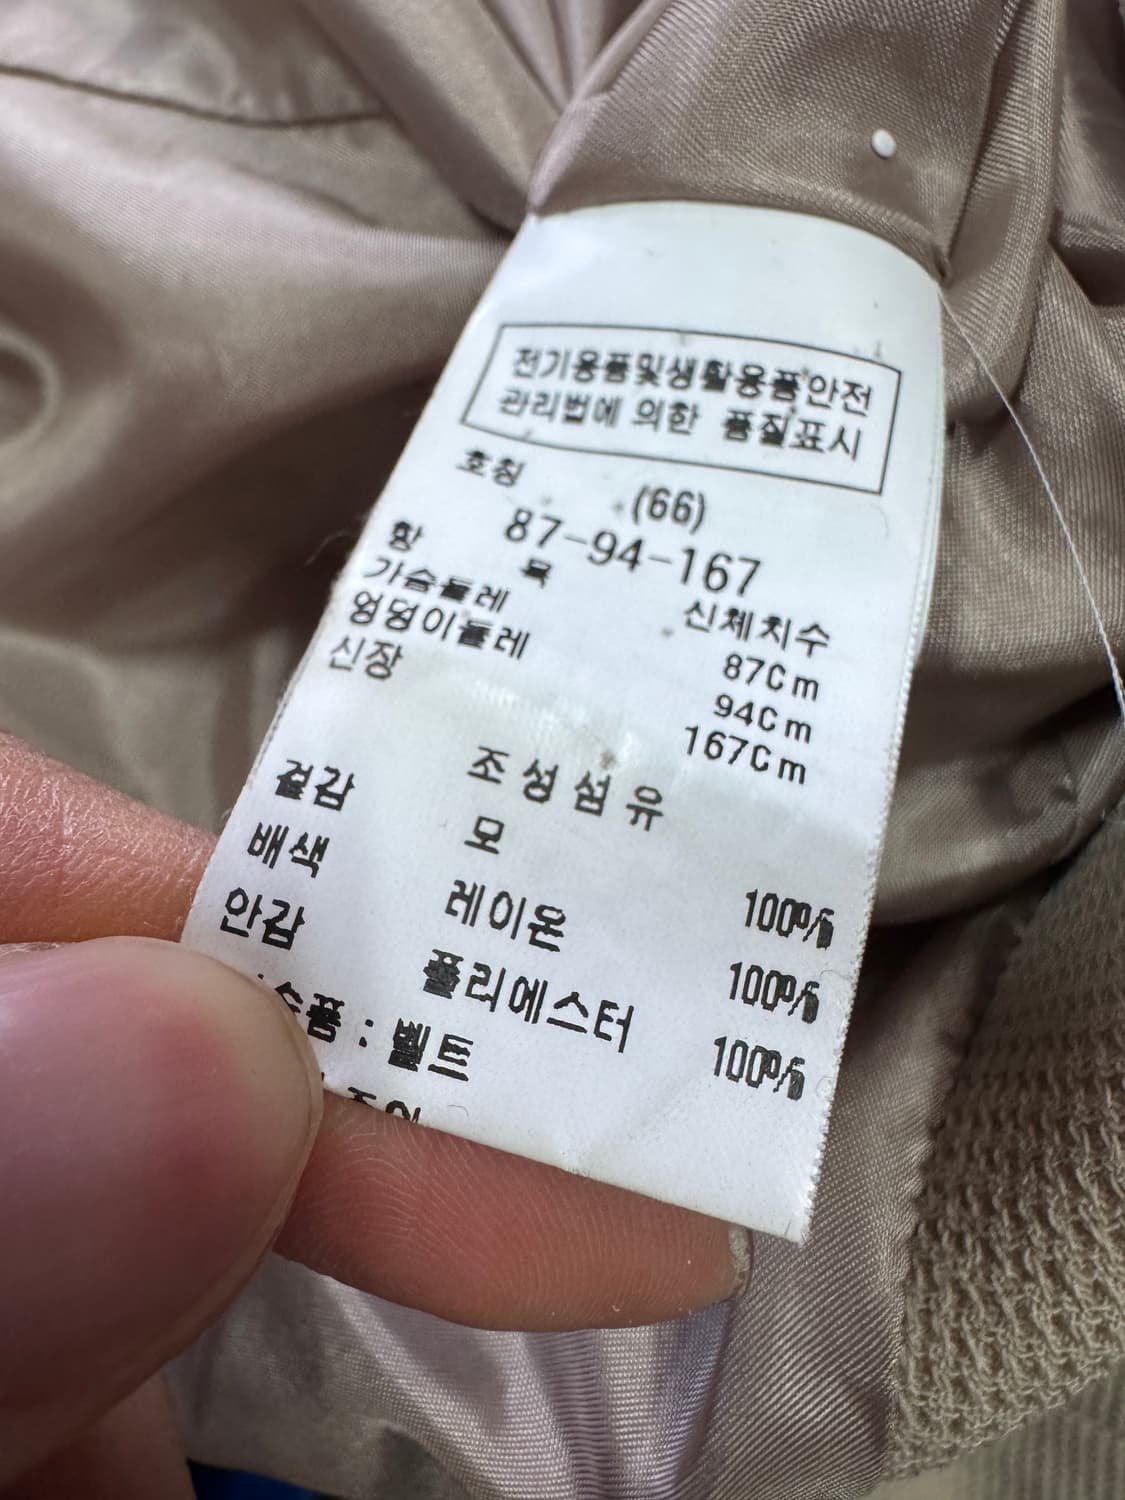 전기용품및생활용품안전
관리법에 의한 품질표시
호칭 (66)
87-94-167
항 목 신체치수
가슴둘레 87Cm
엉덩이둘레 94Cm
신장 167Cm
조성섬유
겉감 모 100%
배색 레이온 100%
안감 폴리에스터 100%
수품 : 벨트